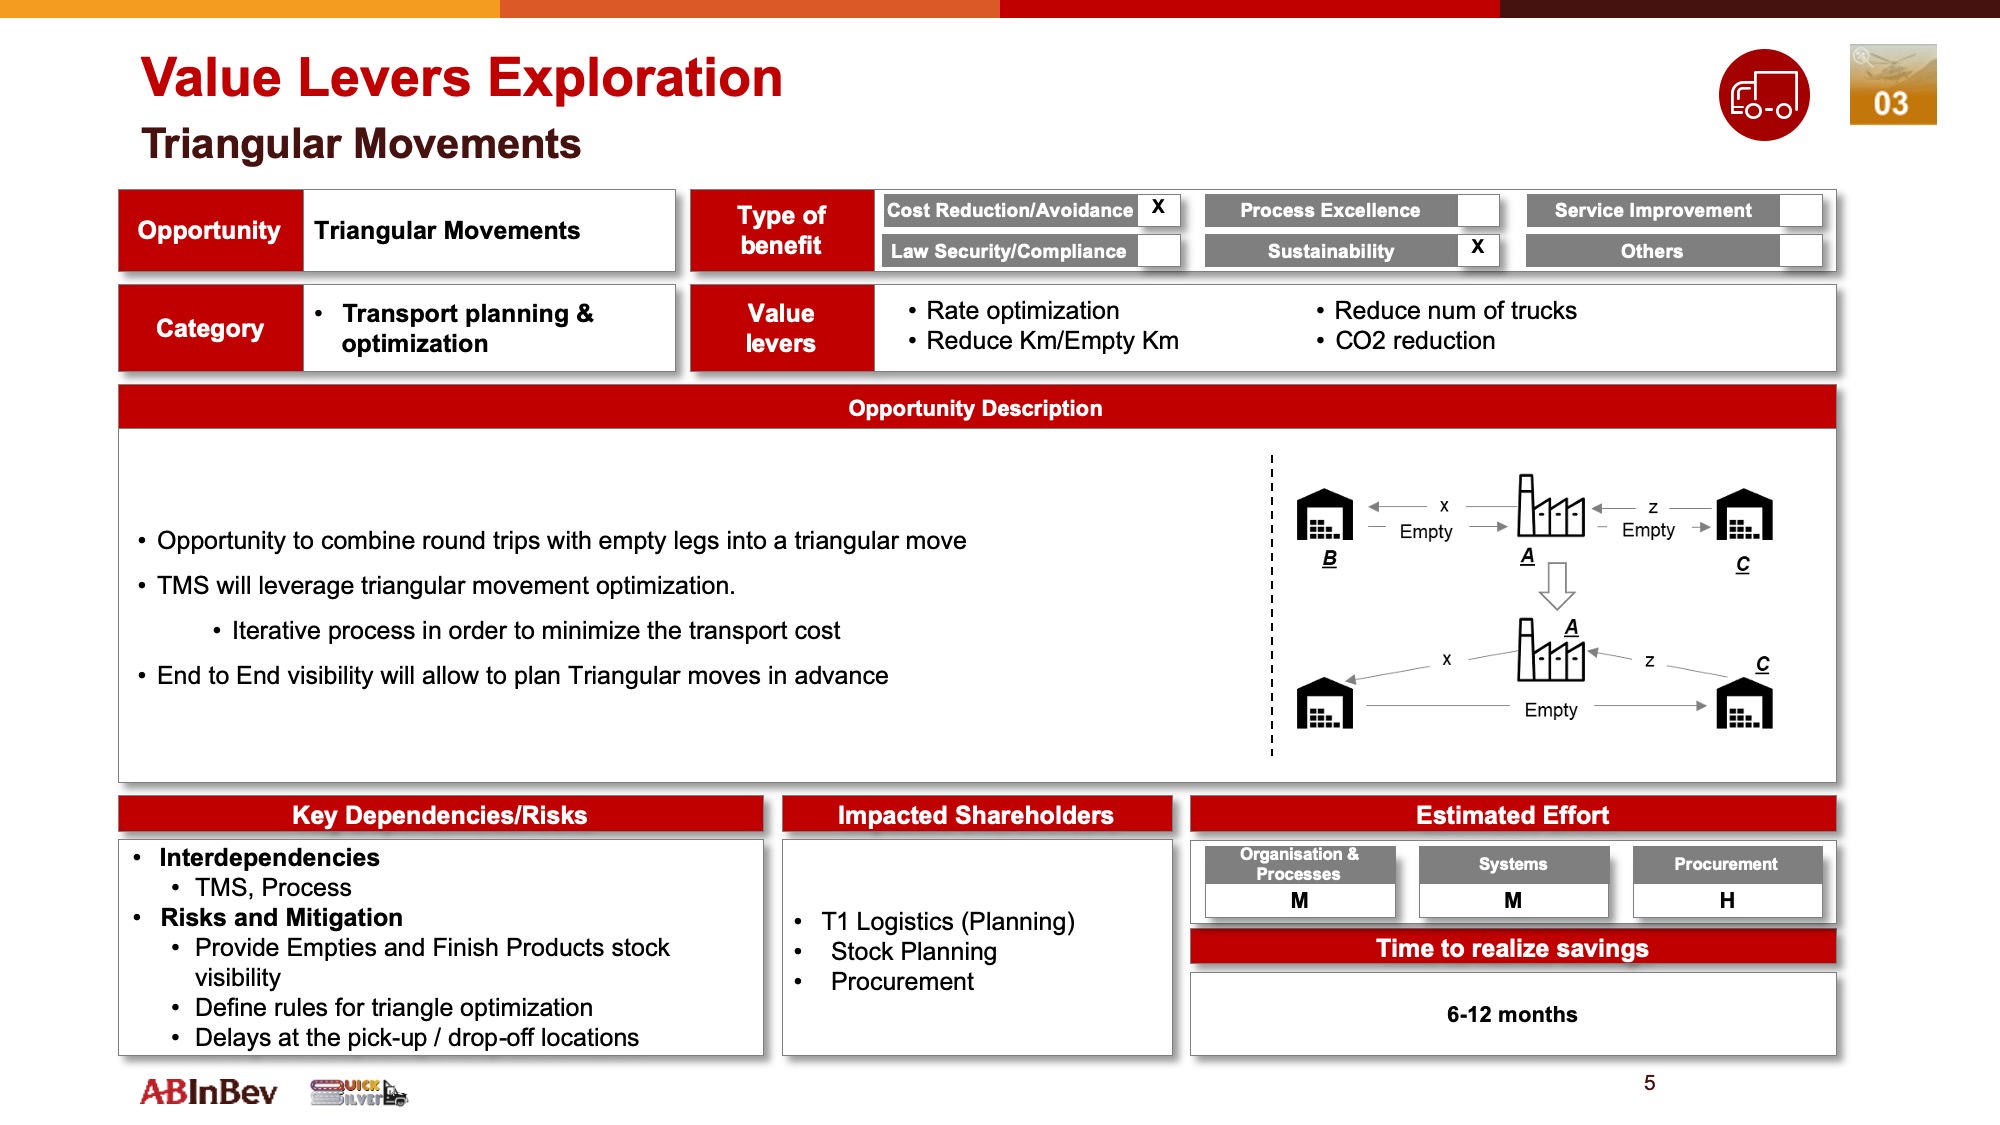 Value Levers Exploration
03
Triangular Movements
Opportunity
Triangular Movements
Type of
benefit
Cost Reduction/Avoidance X
Process Excellence
Service Improvement
Law Security/Compliance
Sustainability X
Others
Category
• Transport planning &
optimization
Value
levers
• Rate optimization
• Reduce Km/Empty Km
• Reduce num of trucks
• CO2 reduction
Opportunity Description
• Opportunity to combine round trips with empty legs into a triangular move
• TMS will leverage triangular movement optimization.
• Iterative process in order to minimize the transport cost
• End to End visibility will allow to plan Triangular moves in advance
x
z
Empty
Empty
B
A
C
A
x
z
C
Empty
Key Dependencies/Risks
• Interdependencies
• TMS, Process
• Risks and Mitigation
• Provide Empties and Finish Products stock
visibility
• Define rules for triangle optimization
• Delays at the pick-up / drop-off locations
Impacted Shareholders
• T1 Logistics (Planning)
• Stock Planning
• Procurement
Estimated Effort
Organisation &
Processes
M
Systems
M
Procurement
H
Time to realize savings
6-12 months
ABInBev
QUICK
SILVER
5